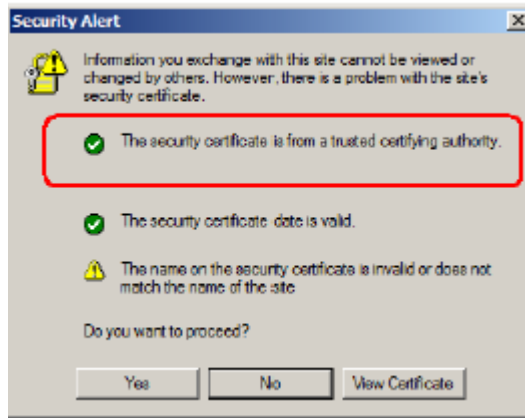 Security Alert
Information you exchange with this site cannot be viewed or
changed by others. However, there is a problem with the site's
security certificate.
The security certificate is from a trusted certifying authority.
The security certificate date is valid.
The name on the security certificate is invalid or does not
match the name of the site
Do you want to proceed?
Yes
No
View Certificate